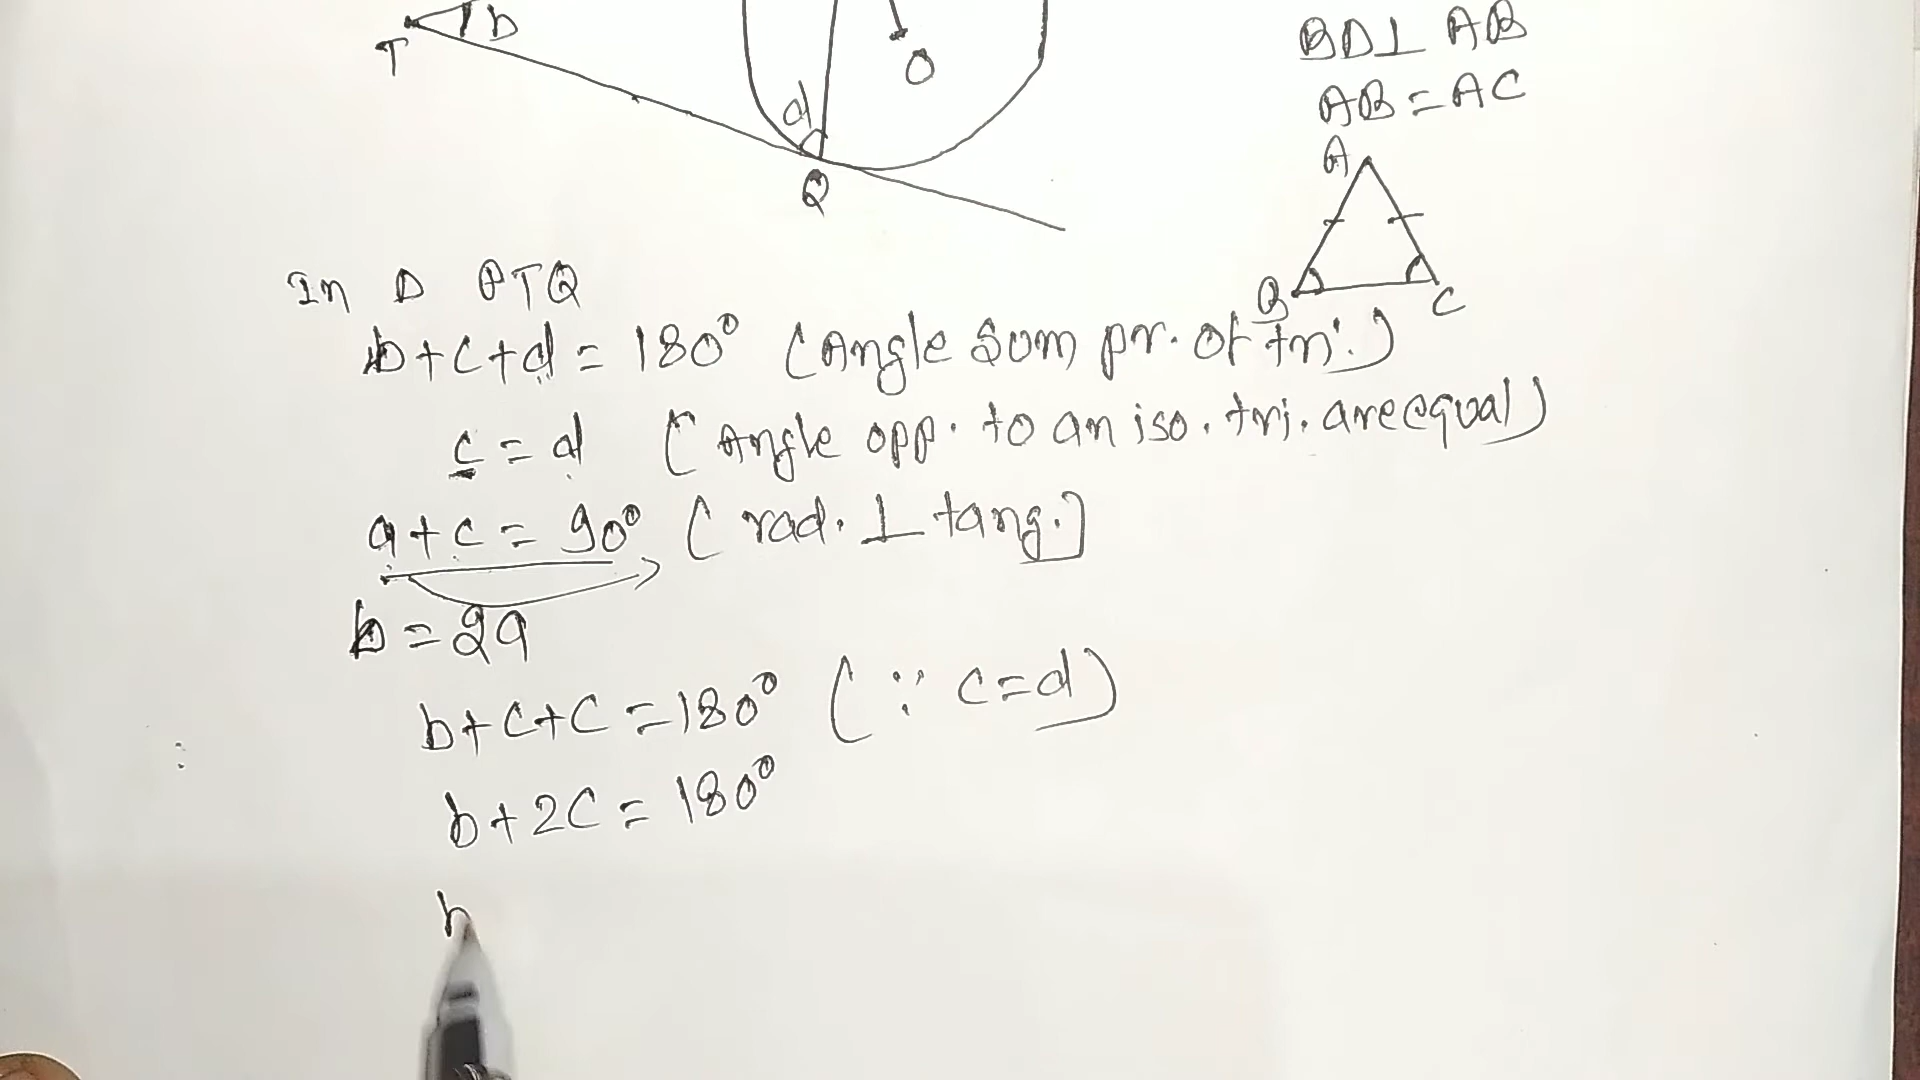 T
b
O
d
Q
BD⊥ AB
AB = AC
A
B
C
In Δ PTQ
b+c+d = 180° (Angle Sum pr. of tri.)
c = d (Angle opp. to an iso. tri. are equal)
a+c = 90° (rad. ⊥ tang.)
b = 2a
b+c+c = 180° (∵ c=d)
b+2c = 180°
b